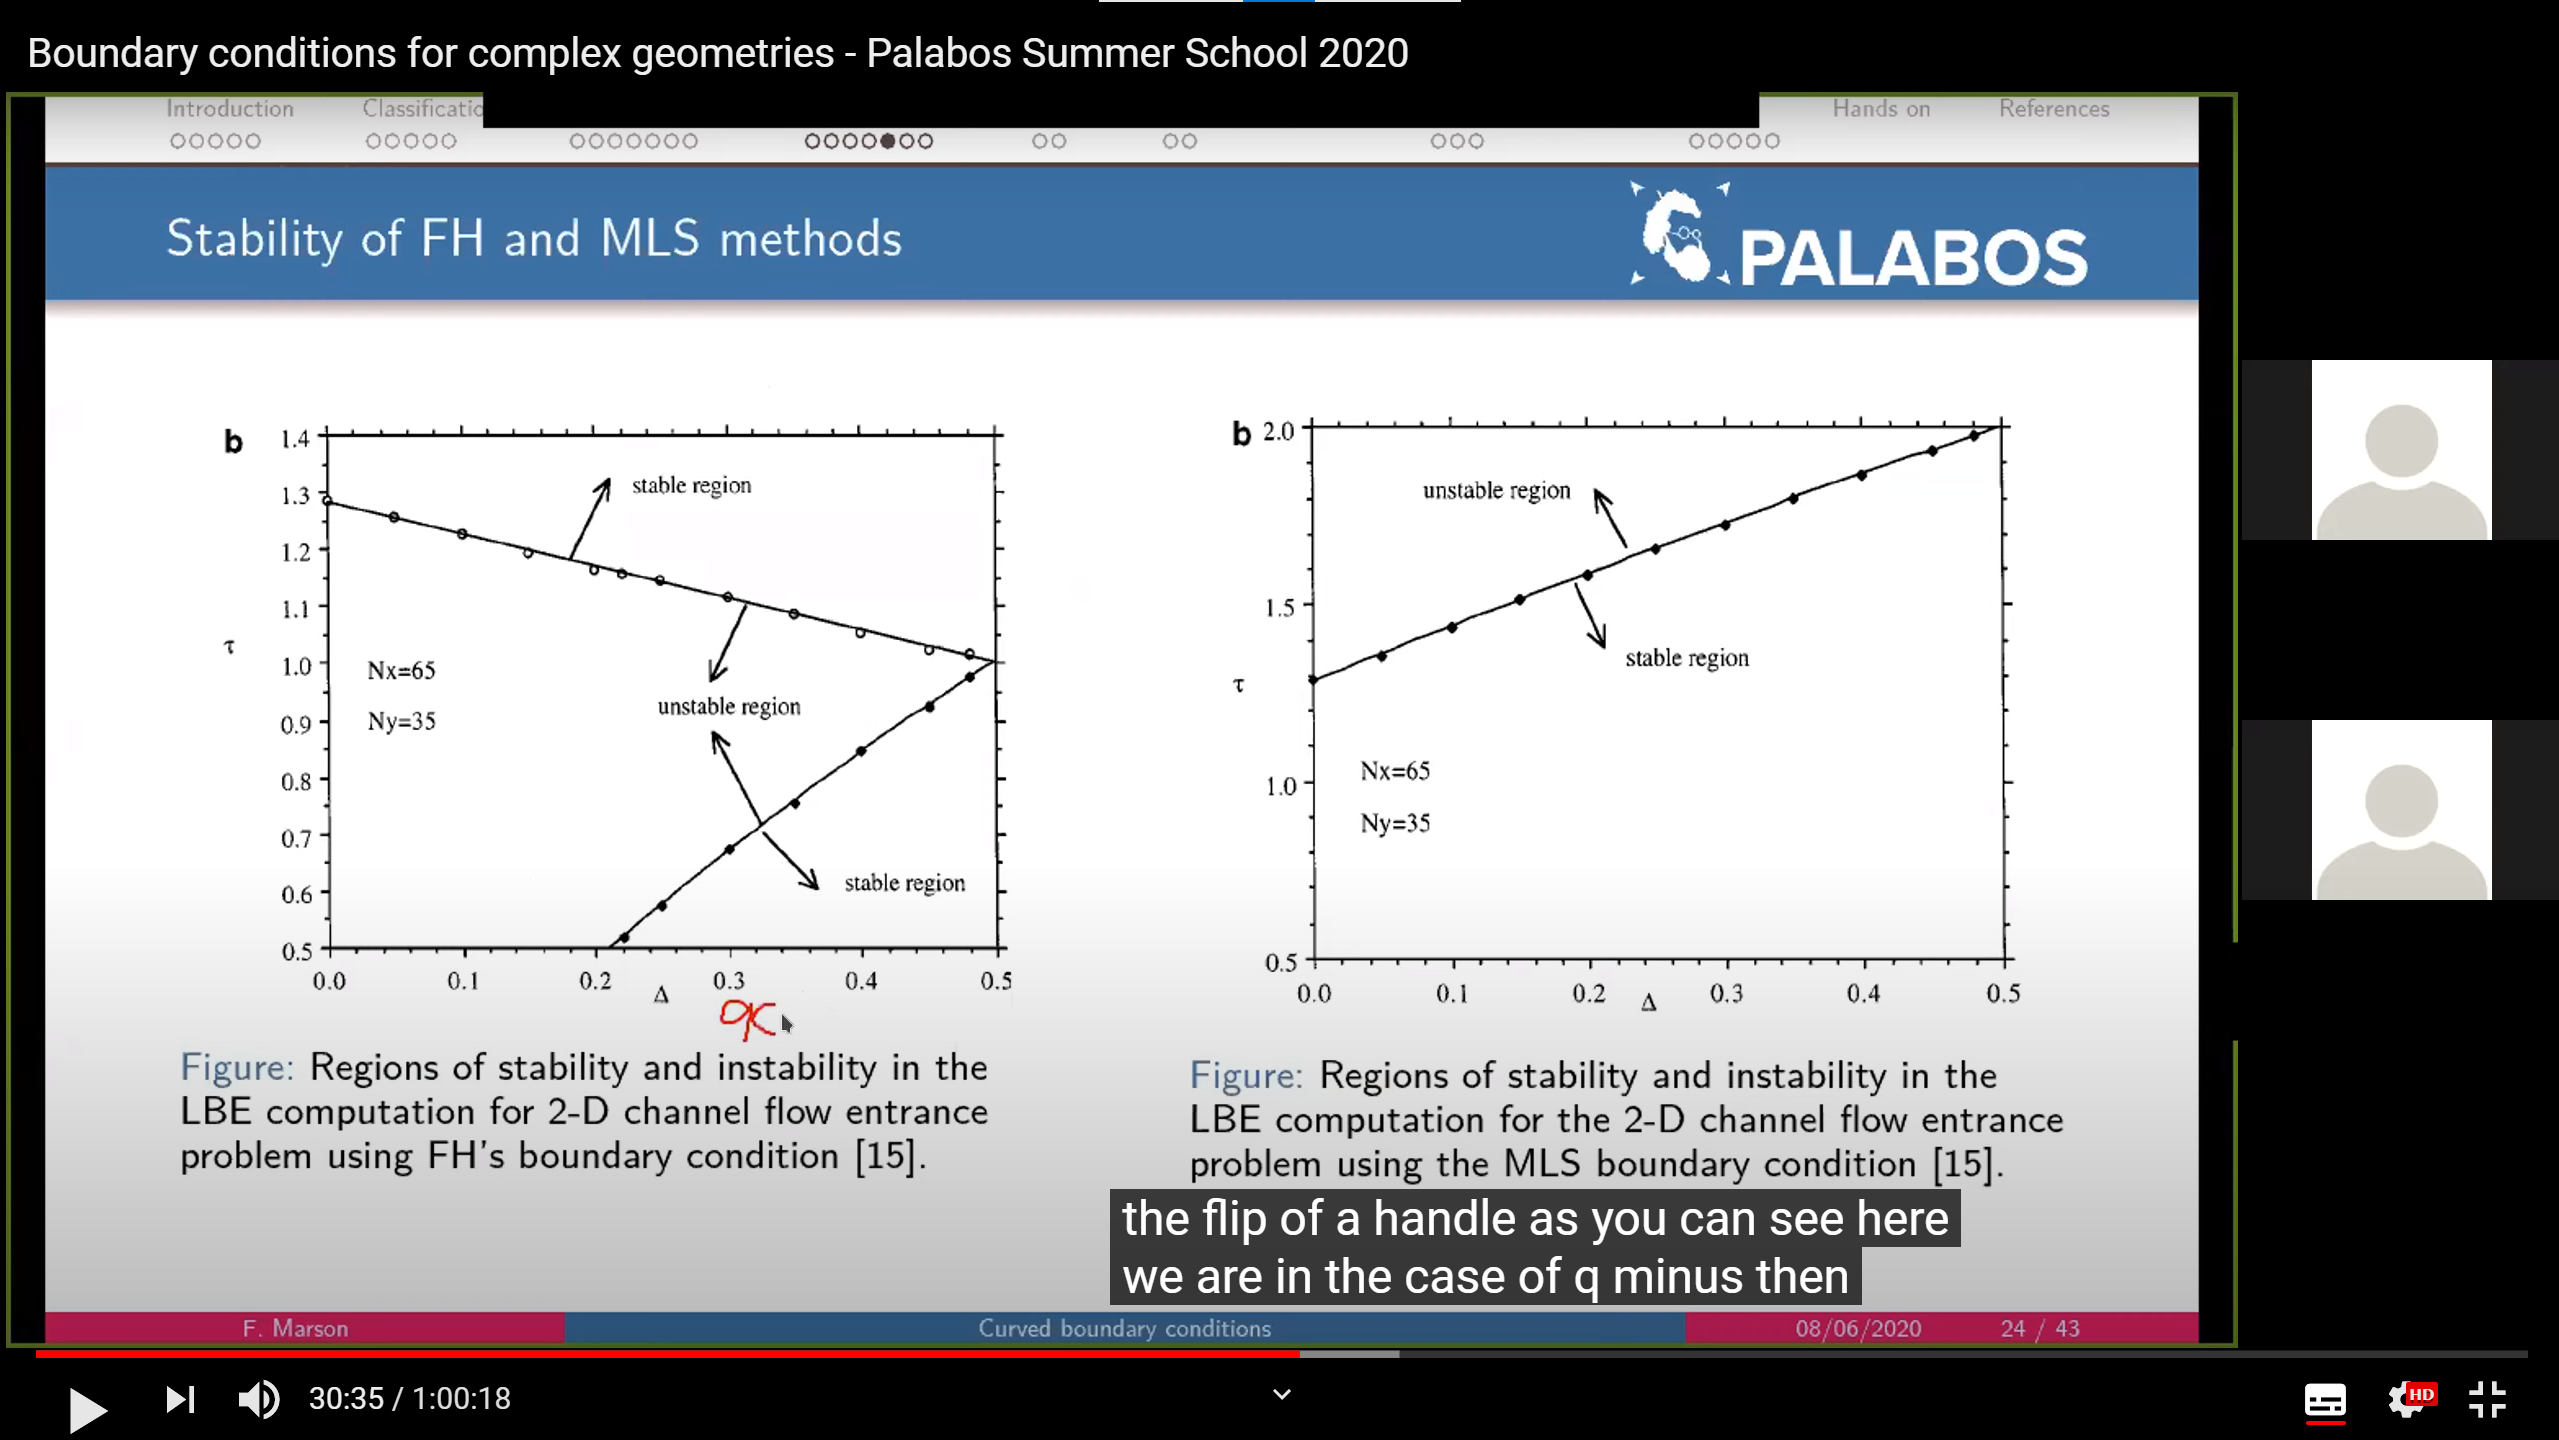 Boundary conditions for complex geometries - Palabos Summer School 2020
Introduction
Hands on
References
Stability of FH and MLS methods
PALABOS
b
1.4
1.3
1.2
1.1
1.0
0.9
0.8
0.7
0.6
0.5
τ
stable region
Nx=65
Ny=35
unstable region
stable region
0.0 0.1 0.2 0.3 0.4 0.5
Δ
b
2.0
1.5
1.0
0.5
τ
unstable region
stable region
Nx=65
Ny=35
0.0 0.1 0.2 0.3 0.4 0.5
Δ
Figure: Regions of stability and instability in the
LBE computation for 2-D channel flow entrance
problem using FH's boundary condition [15].
Figure: Regions of stability and instability in the
LBE computation for the 2-D channel flow entrance
problem using the MLS boundary condition [15].
the flip of a handle as you can see here
we are in the case of q minus then
F. Marson
Curved boundary conditions
08/06/2020 24 / 43
30:35 / 1:00:18
HD